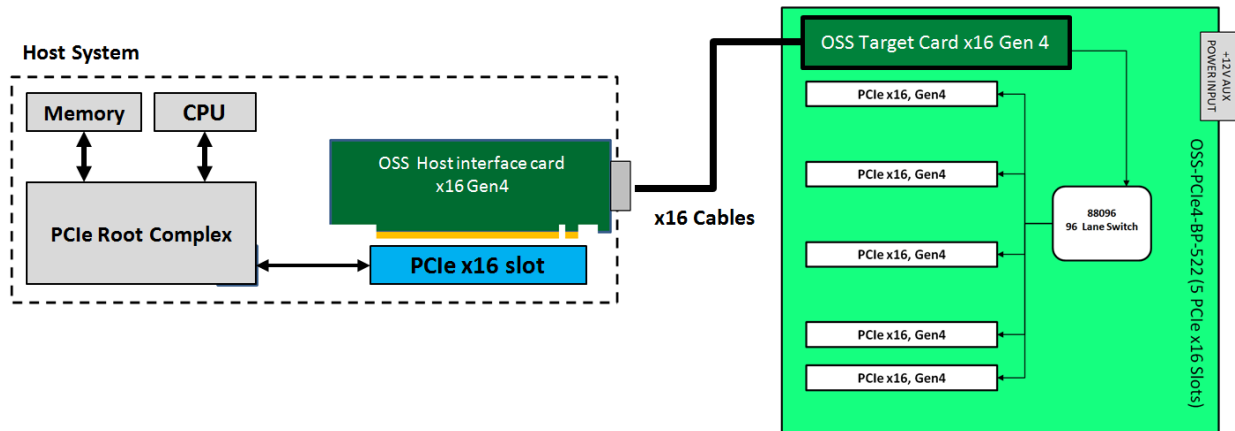 Host System
Memory
CPU
PCIe Root Complex
OSS Host interface card
x16 Gen4
PCIe x16 slot
x16 Cables
OSS Target Card x16 Gen 4
PCIe x16, Gen4
PCIe x16, Gen4
PCIe x16, Gen4
PCIe x16, Gen4
PCIe x16, Gen4
88096
96 Lane Switch
+12V AUX
POWER INPUT
OSS-PCIe4-BP-522 (5 PCIe x16 Slots)